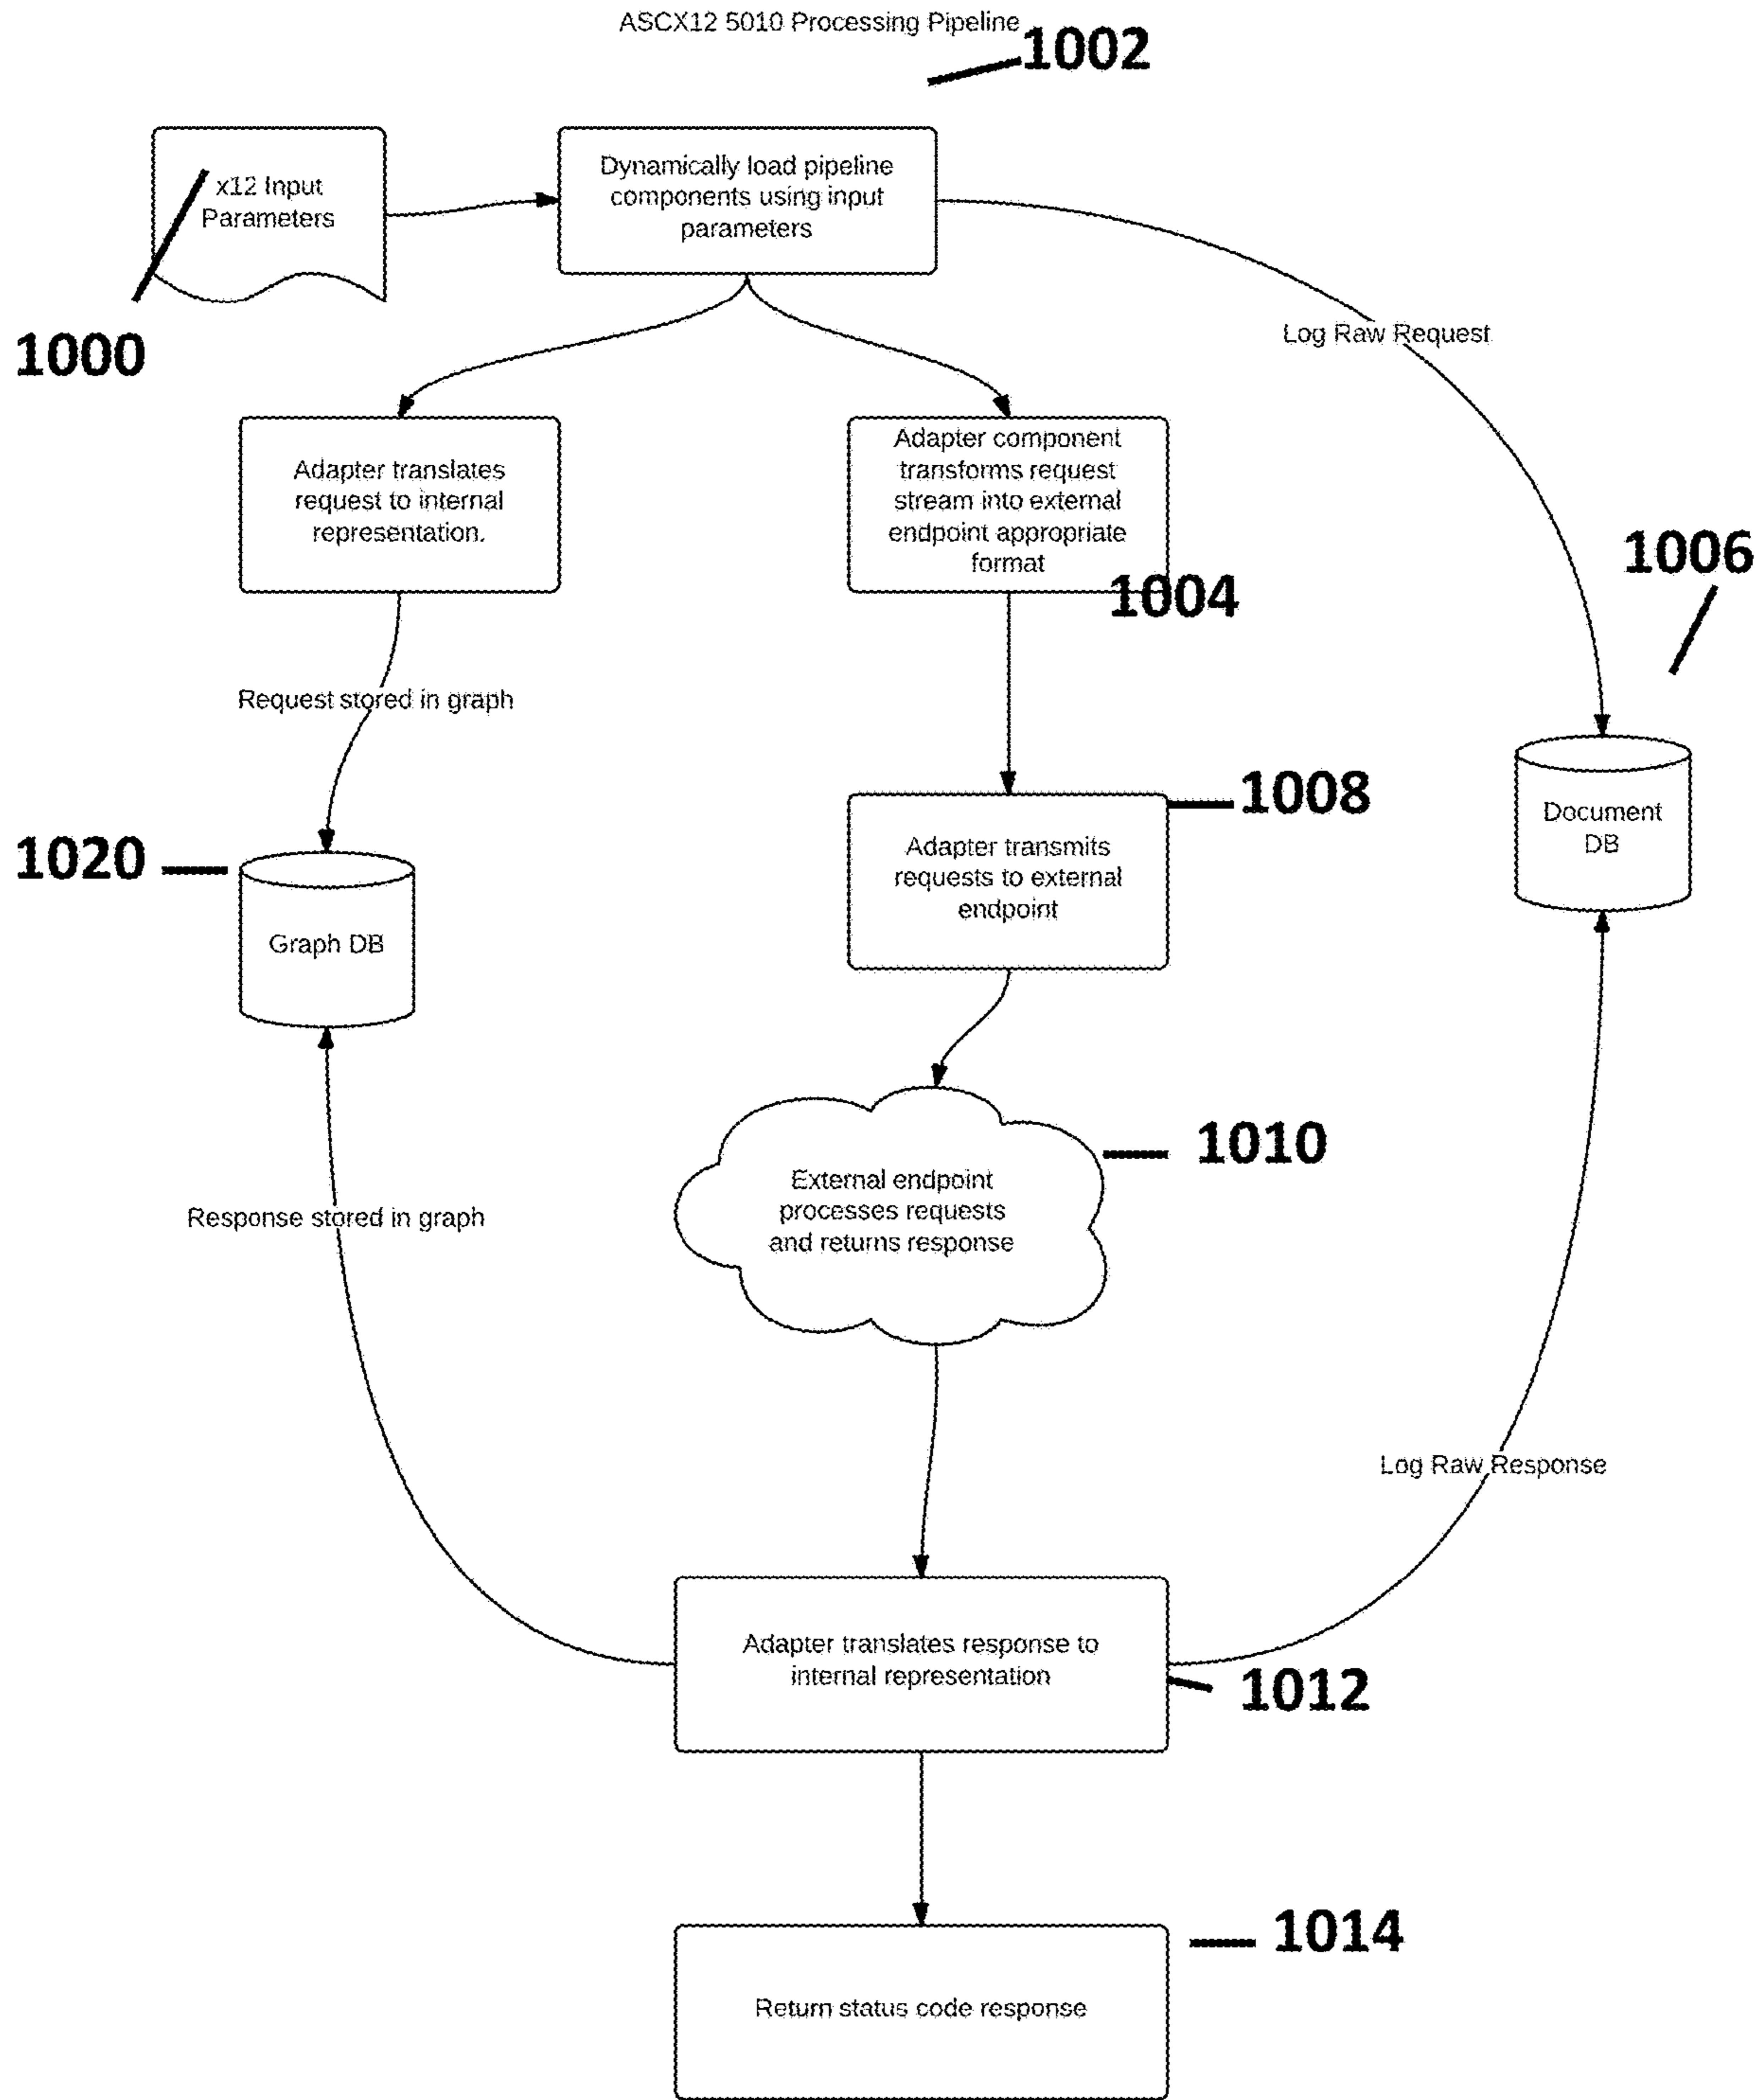 ASCX12 5010 Processing Pipeline
1002
x12 Input
Parameters
Dynamically load pipeline
components using input
parameters
1000
Log Raw Request
Adapter translates
request to internal
representation.
Adapter component
transforms request
stream into external
endpoint appropriate
format
1004
1006
Request stored in graph
1008
Adapter transmits
requests to external
endpoint
Document
DB
1020
Graph DB
1010
External endpoint
processes requests
and returns response
Response stored in graph
Log Raw Response
Adapter translates response to
internal representation
1012
1014
Return status code response